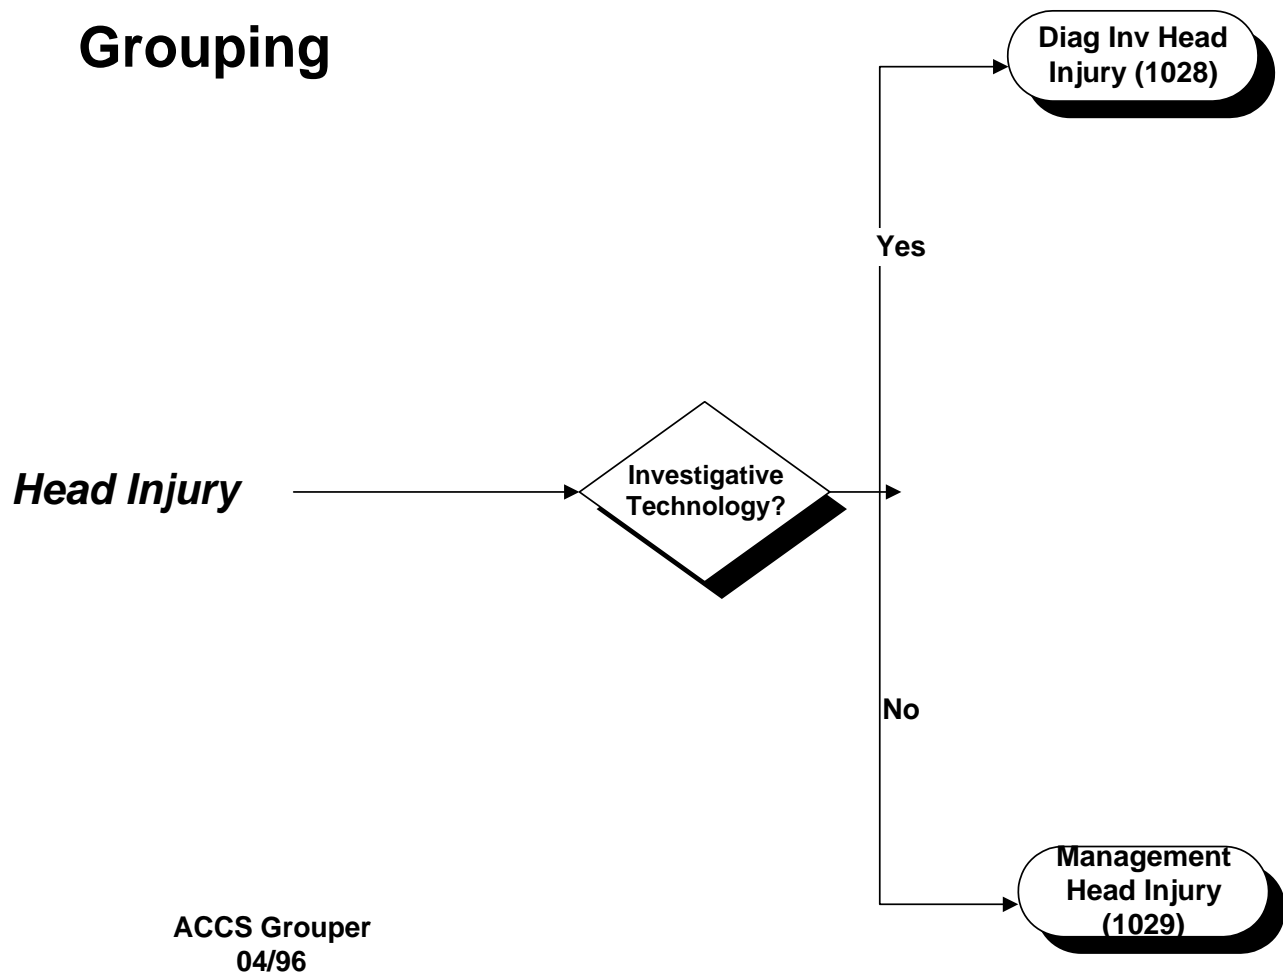 Grouping
Diag Inv Head
Injury (1028)
Yes
Head Injury
Investigative
Technology?
No
Management
Head Injury
(1029)
ACCS Grouper
04/96